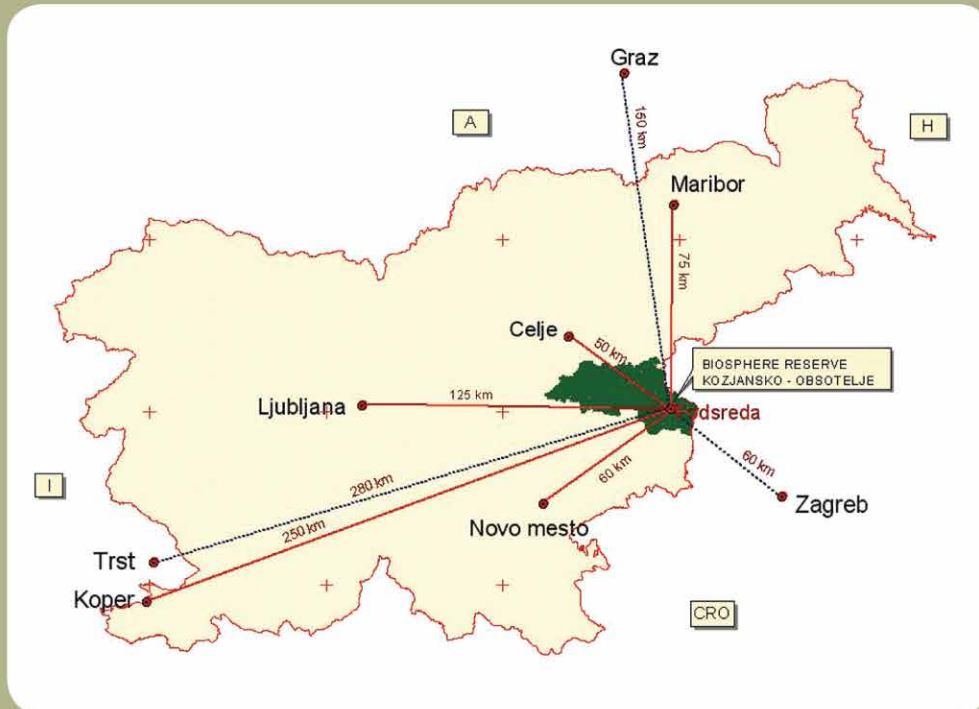 Graz
A
H
150 km
Maribor
75 km
Celje
50 km
BIOSPHERE RESERVE
KOZJANSKO - OBSOTELJE
Ljubljana
125 km
60 km
60 km
I
280 km
250 km
Novo mesto
Zagreb
Trst
Koper
CRO